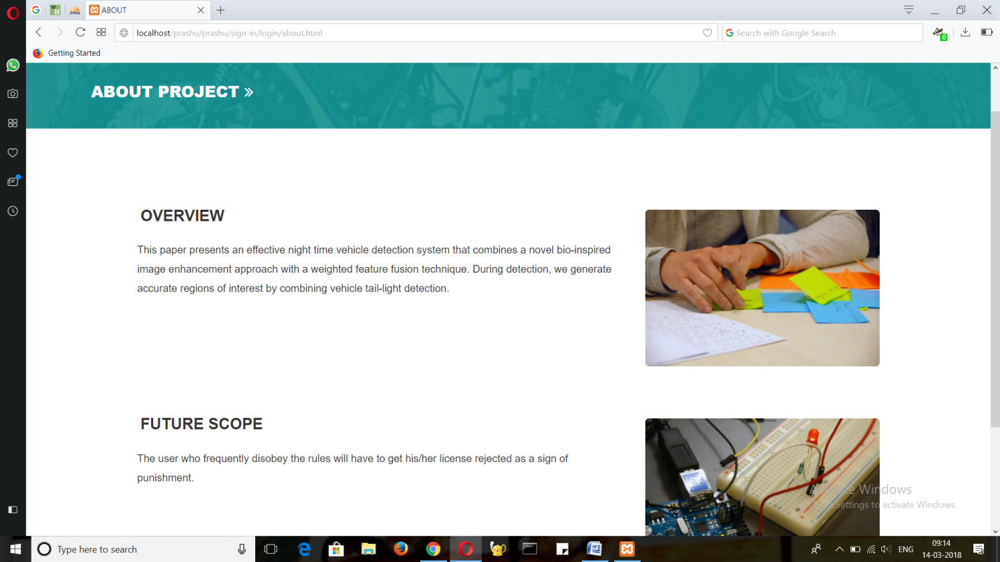 ABOUT
localhost/prashu/prashu/sign-in/login/about.html
Search with Google Search
0
Getting Started
ABOUT PROJECT »
OVERVIEW
This paper presents an effective night time vehicle detection system that combines a novel bio-inspired
image enhancement approach with a weighted feature fusion technique. During detection, we generate
accurate regions of interest by combining vehicle tail-light detection.
FUTURE SCOPE
The user who frequently disobey the rules will have to get his/her license rejected as a sign of
punishment.
Windows
Settings to activate Windows.
Type here to search
ENG
09:14
14-03-2018